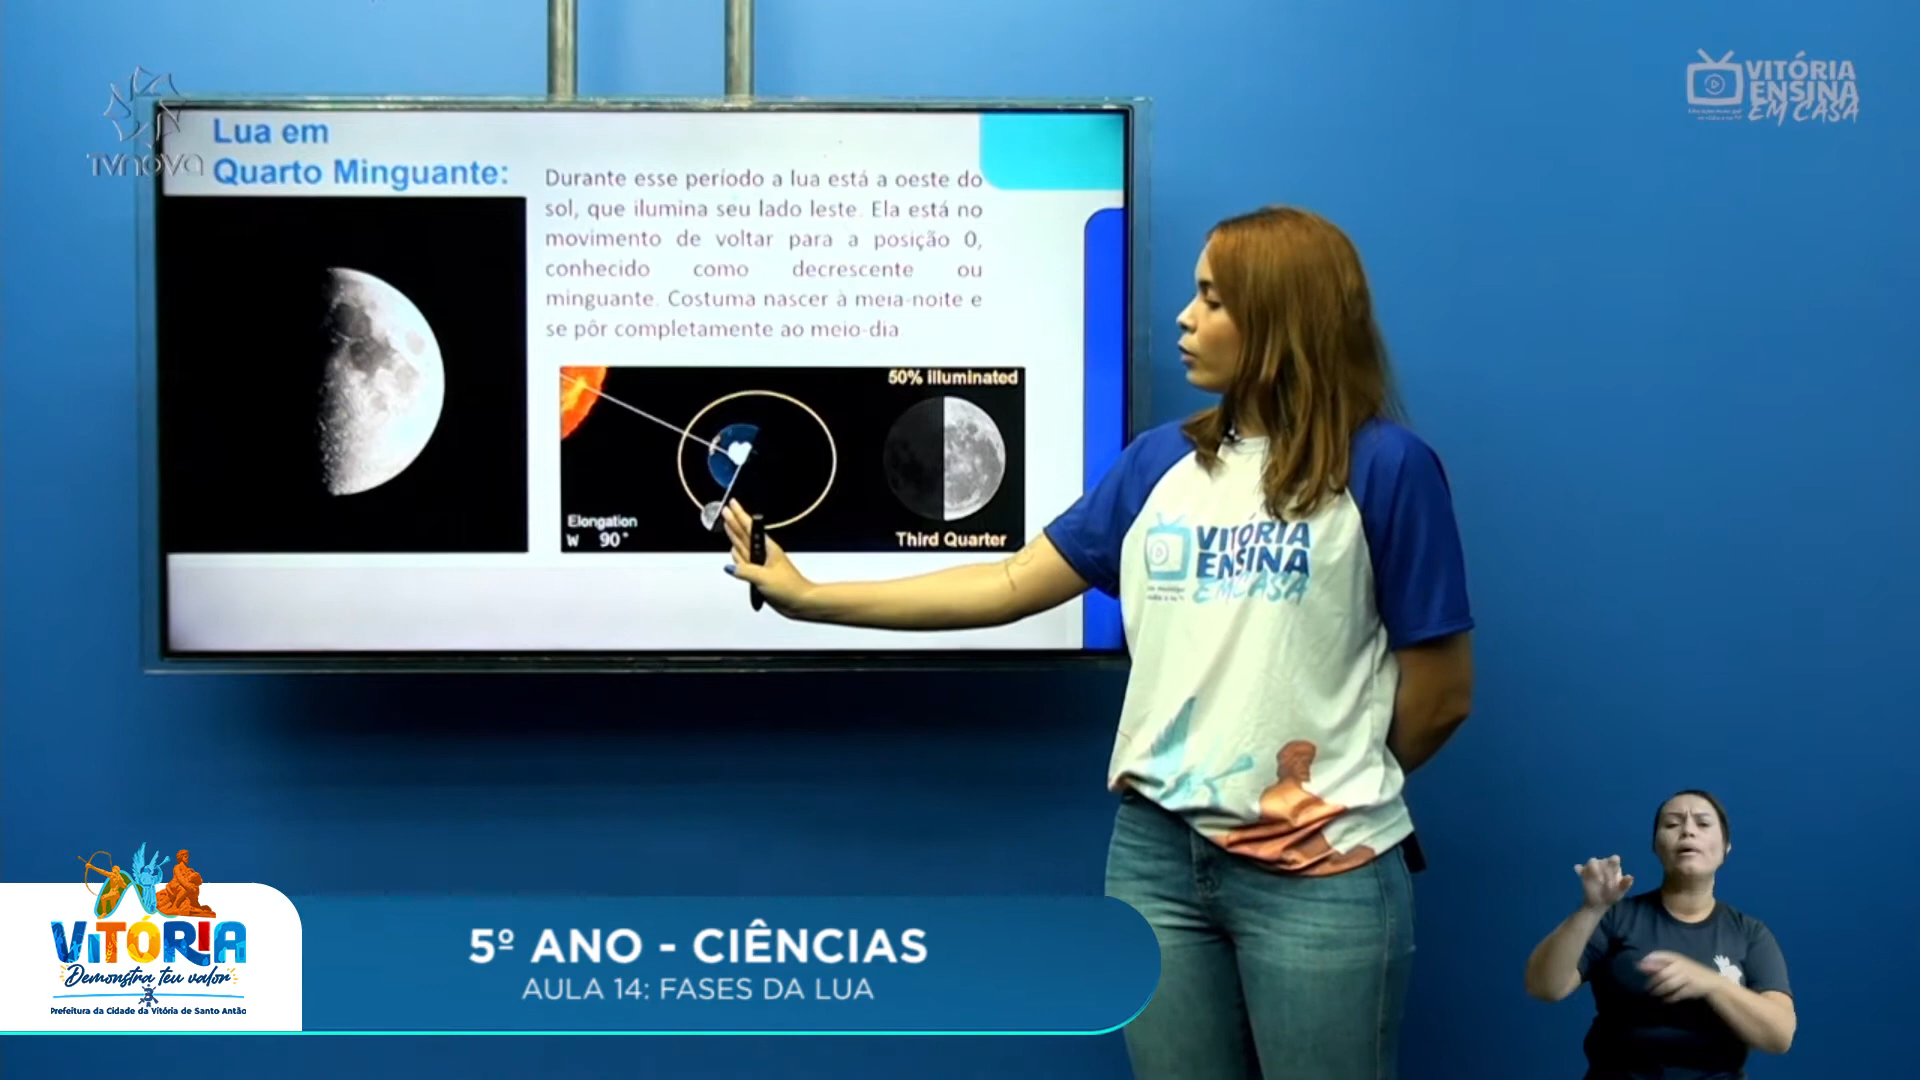 VITÓRIA
ENSINA
EM CASA
TVNOVA
Lua em
Quarto Minguante:
Durante esse período a lua está a oeste do
sol, que ilumina seu lado leste. Ela está no
movimento de voltar para a posição 0,
conhecido como decrescente ou
minguante. Costuma nascer à meia-noite e
se pôr completamente ao meio-dia
50% illuminated
Elongation
W 90°
Third Quarter
VITÓRIA
ENSINA
EM CASA
VITÓRIA
Demonstra teu valor
Prefeitura da Cidade da Vitória de Santo Antão
5º ANO - CIÊNCIAS
AULA 14: FASES DA LUA